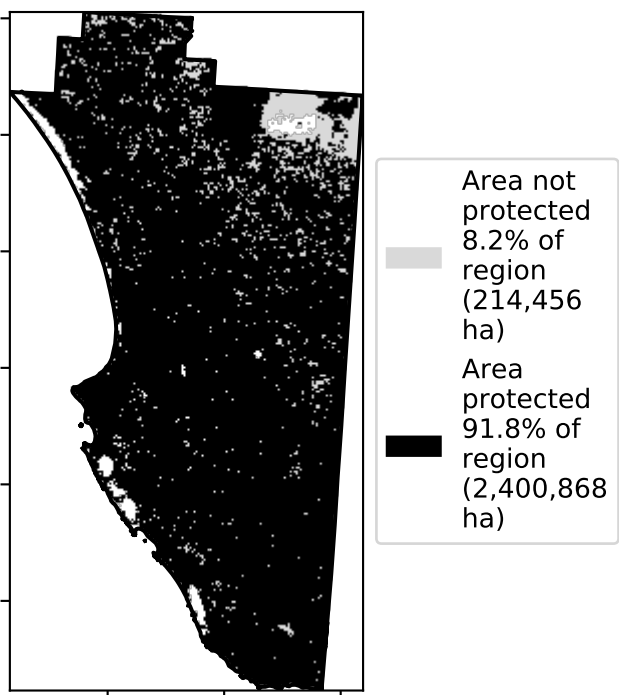 Area not
protected
8.2% of
region
(214,456
ha)
Area
protected
91.8% of
region
(2,400,868
ha)